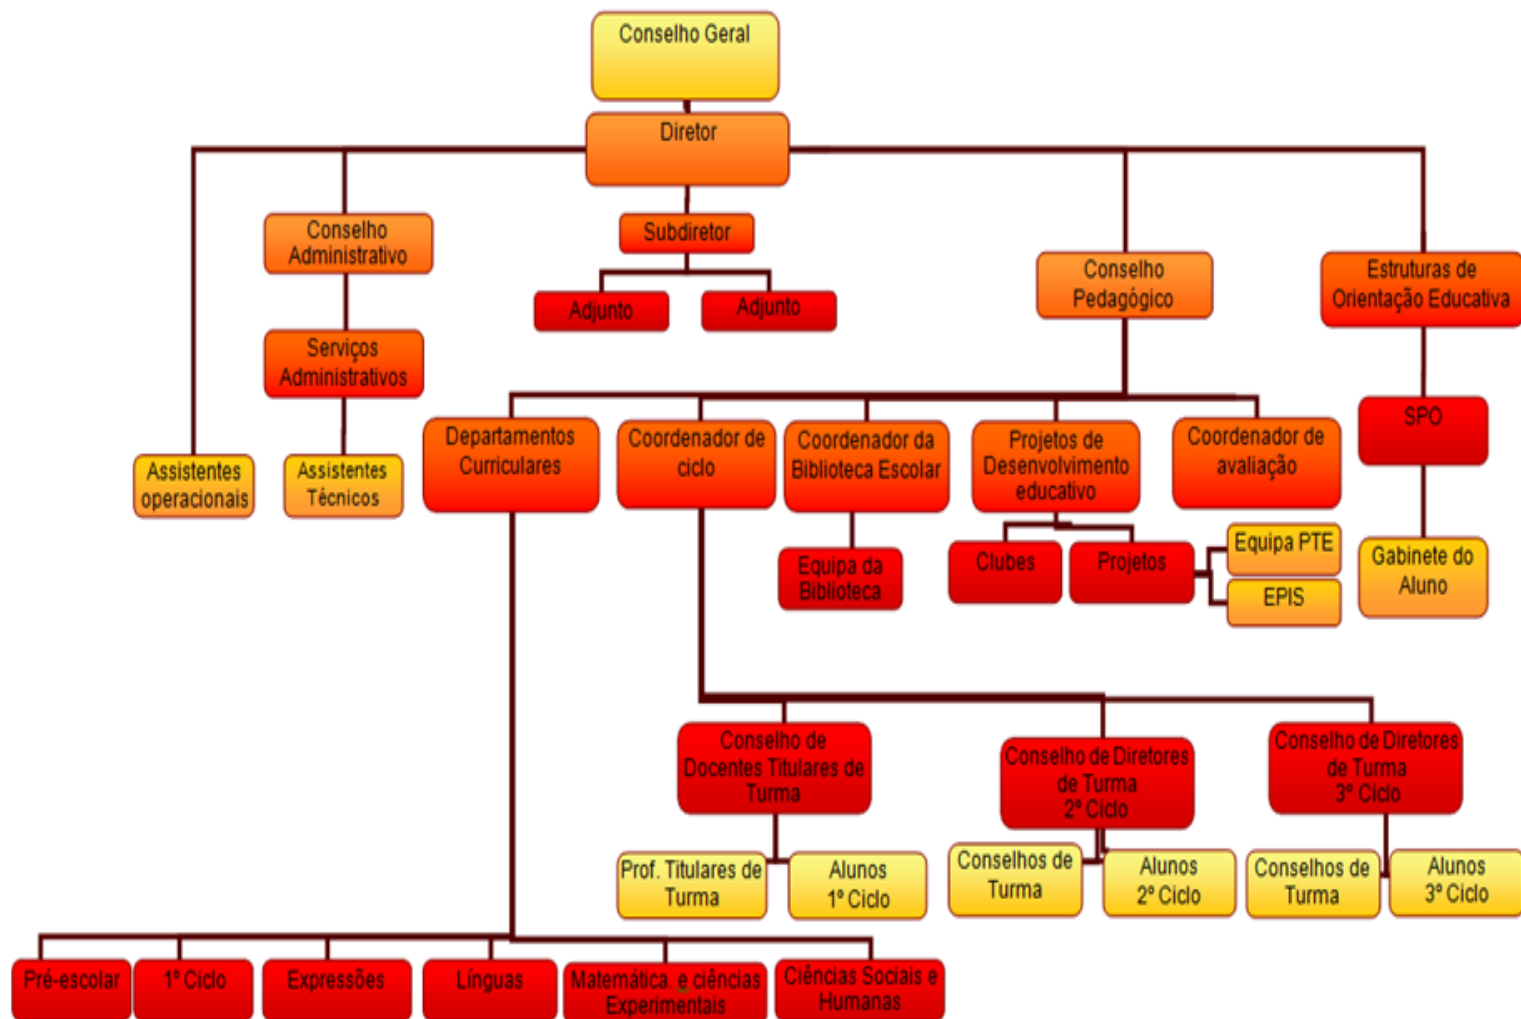 Conselho Geral
Diretor
Conselho
Administrativo
Subdiretor
Conselho
Pedagógico
Estruturas de
Orientação Educativa
Adjunto
Adjunto
Serviços
Administrativos
SPO
Assistentes
operacionais
Assistentes
Técnicos
Departamentos
Curriculares
Coordenador de
ciclo
Coordenador da
Biblioteca Escolar
Projetos de
Desenvolvimento
educativo
Coordenador de
avaliação
Equipa da
Biblioteca
Clubes
Projetos
Equipa PTE
EPIS
Gabinete do
Aluno
Conselho de
Docentes Titulares de
Turma
Conselho de Diretores
de Turma
2º Ciclo
Conselho de Diretores
de Turma
3º Ciclo
Prof. Titulares de
Turma
Alunos
1º Ciclo
Conselhos de
Turma
Alunos
2º Ciclo
Conselhos de
Turma
Alunos
3º Ciclo
Pré-escolar
1º Ciclo
Expressões
Línguas
Matemática. e ciências
Experimentais
Ciências Sociais e
Humanas